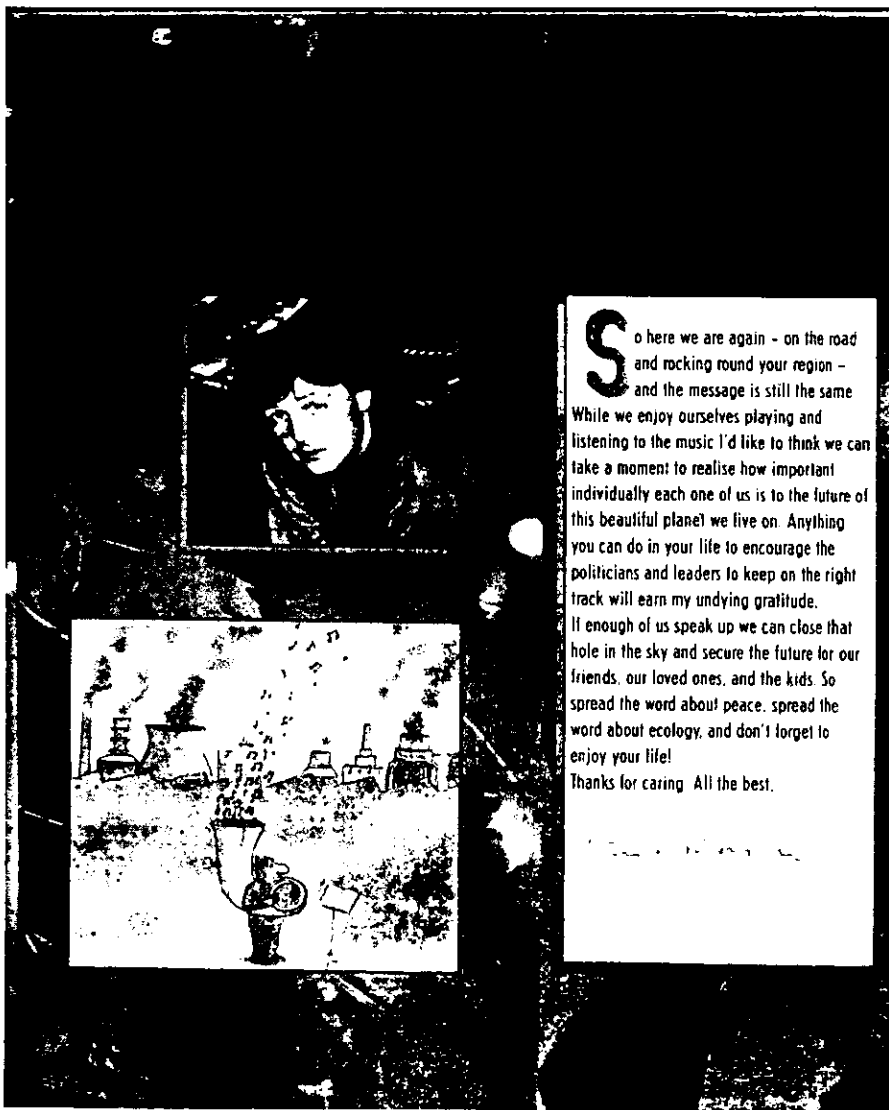 So here we are again - on the road
and rocking round your region -
and the message is still the same
While we enjoy ourselves playing and
listening to the music I'd like to think we can
take a moment to realise how important
individually each one of us is to the future of
this beautiful planet we live on. Anything
you can do in your life to encourage the
politicians and leaders to keep on the right
track will earn my undying gratitude.
If enough of us speak up we can close that
hole in the sky and secure the future for our
friends, our loved ones, and the kids. So
spread the word about peace, spread the
word about ecology, and don't forget to
enjoy your life!
Thanks for caring All the best,